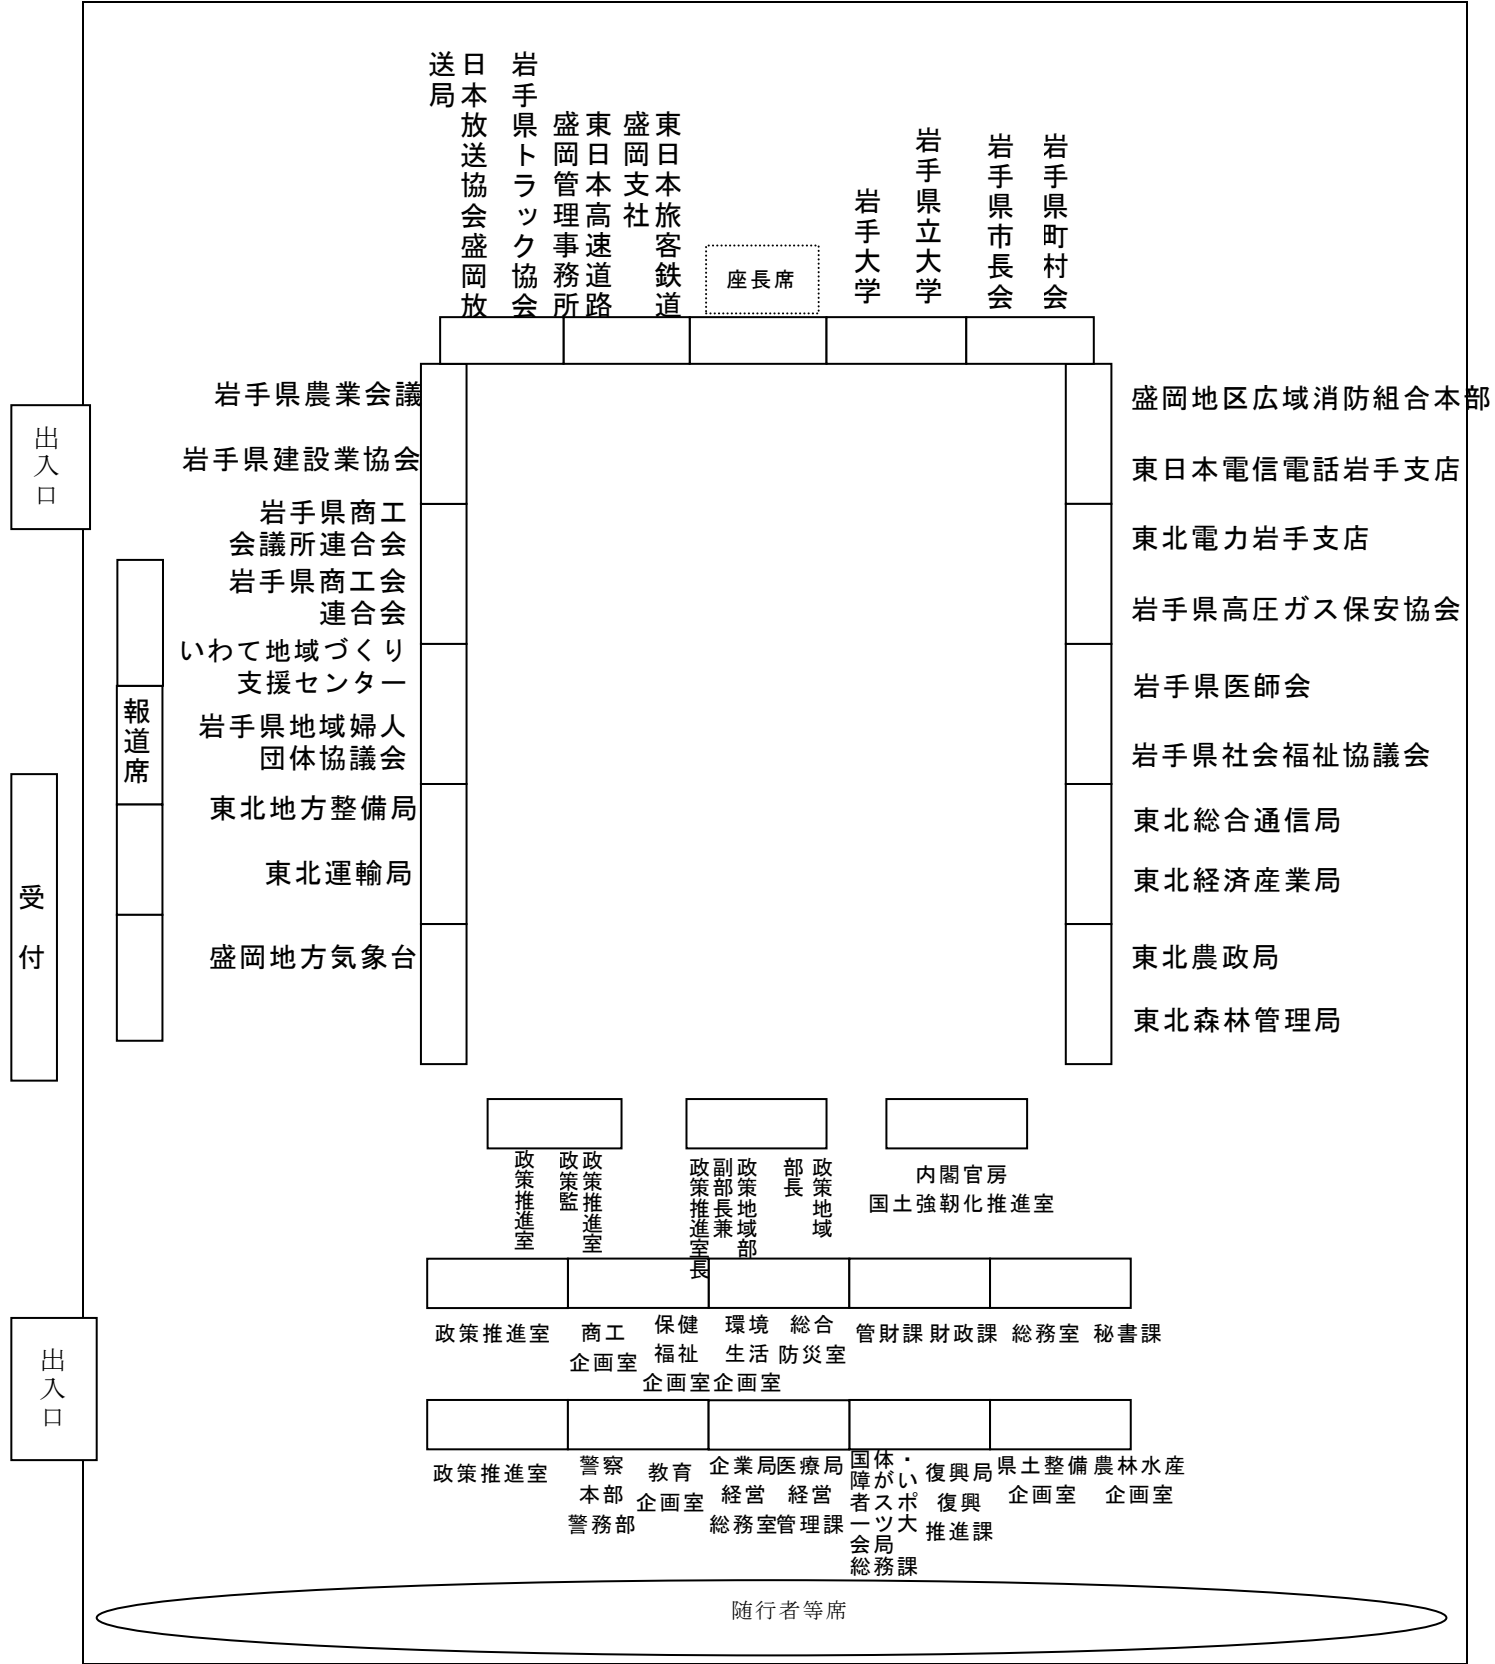 日本放送協会盛岡放
送局
岩手県トラック協会
東日本高速道路
盛岡管理事務所
東日本旅客鉄道
盛岡支社
座長席
岩手大学
岩手県立大学
岩手県市長会
岩手県町村会
岩手県農業会議
岩手県建設業協会
岩手県商工
会議所連合会
岩手県商工会
連合会
いわて地域づくり
支援センター
岩手県地域婦人
団体協議会
東北地方整備局
東北運輸局
盛岡地方気象台
盛岡地区広域消防組合本部
東日本電信電話岩手支店
東北電力岩手支店
岩手県高圧ガス保安協会
岩手県医師会
岩手県社会福祉協議会
東北総合通信局
東北経済産業局
東北農政局
東北森林管理局
出入口
報道席
受付
出入口
政策推進室
政策推進室
政策監
政策地域部
副部長兼
政策推進室長
政策地域
部長
内閣官房
国土強靭化推進室
政策推進室
商工
企画室
保健
福祉
企画室
環境
生活
企画室
総合
防災室
管財課
財政課
総務室
秘書課
政策推進室
警察
本部
警務部
教育
企画室
企業局
経営
総務室
医療局
経営
管理課
国体・
障がい
者スポ
ーツ大
会局
総務課
復興局
復興
推進課
県土整備
企画室
農林水産
企画室
随行者等席